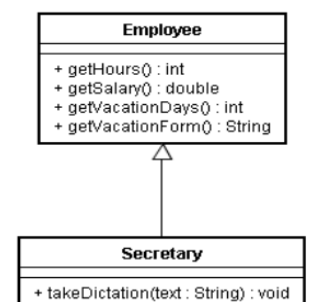 Employee
+ getHours() : int
+ getSalary() : double
+ getVacationDays() : int
+ getVacationForm() : String
Secretary
+ takeDictation(text : String) : void